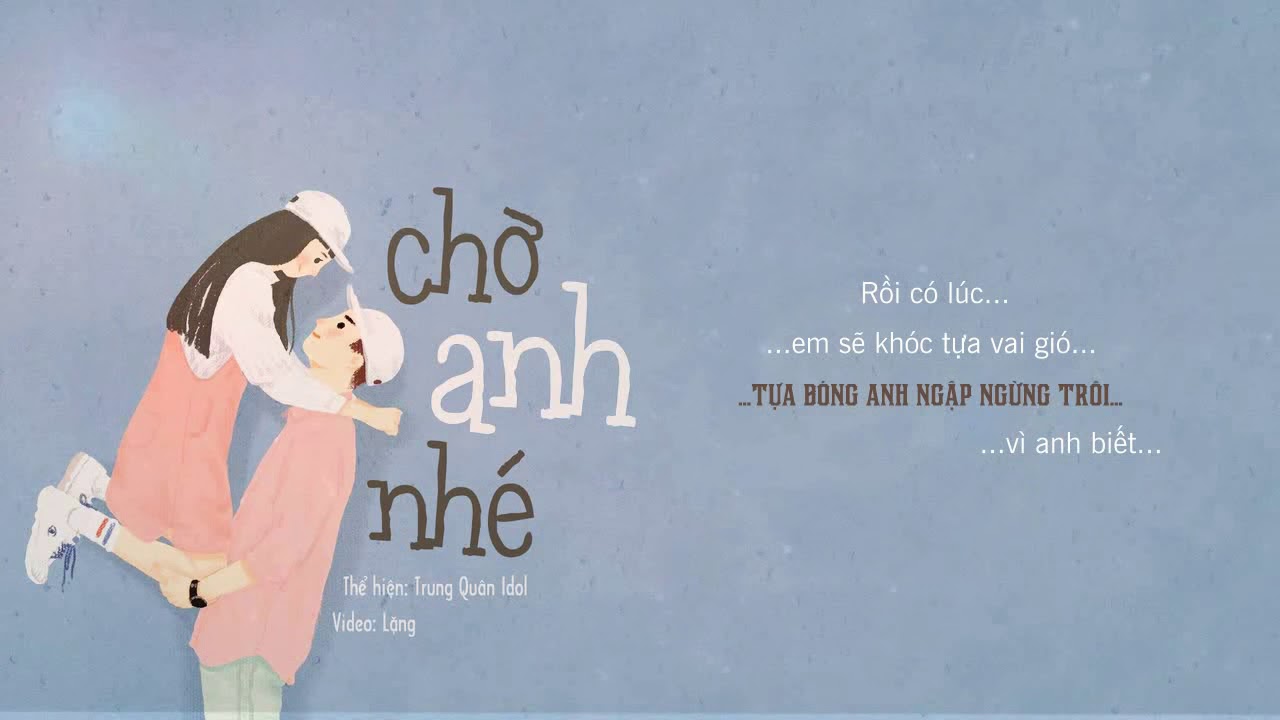 chờ
anh
nhé
Thể hiện: Trung Quân Idol
Video: Lặng
Rồi có lúc...
...em sẽ khóc tựa vai gió...
...TỰA BÓNG ANH NGẬP NGỪNG TRÔI...
...vì anh biết...